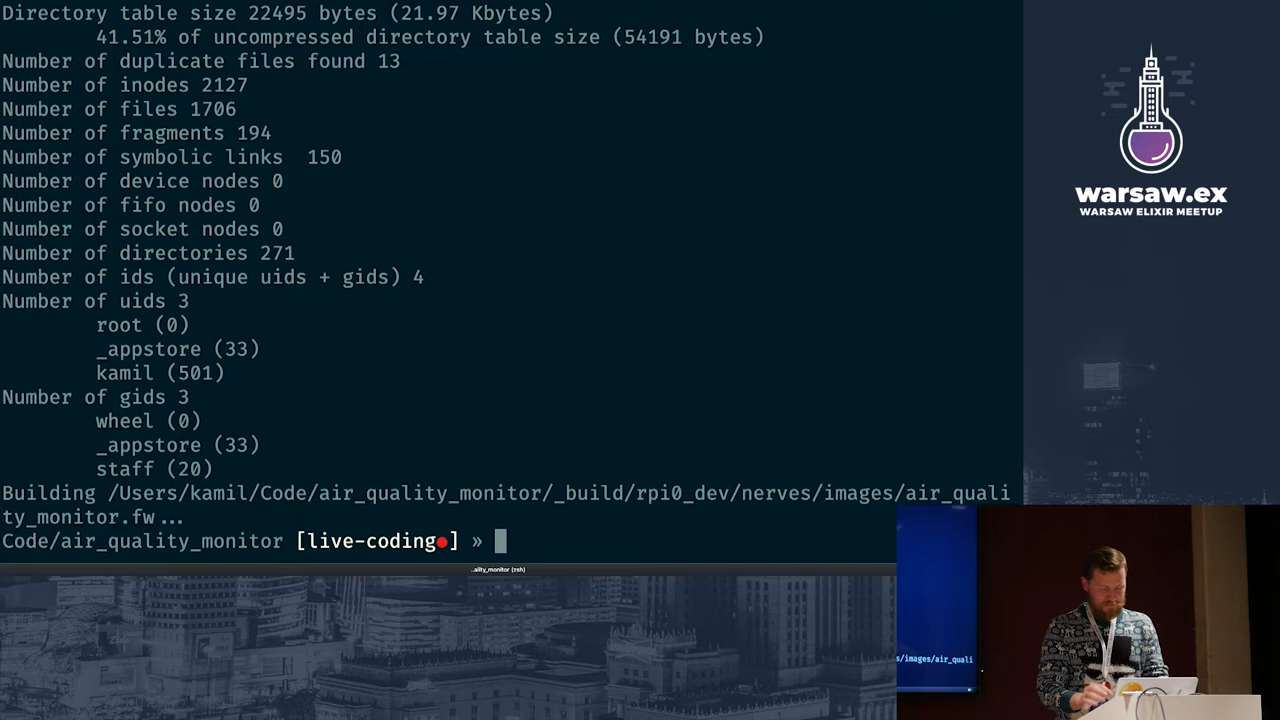 Directory table size 22495 bytes (21.97 Kbytes)
41.51% of uncompressed directory table size (54191 bytes)
Number of duplicate files found 13
Number of inodes 2127
Number of files 1706
Number of fragments 194
Number of symbolic links  150
Number of device nodes 0
Number of fifo nodes 0
Number of socket nodes 0
Number of directories 271
Number of ids (unique uids + gids) 4
Number of uids 3
root (0)
_appstore (33)
kamil (501)
Number of gids 3
wheel (0)
_appstore (33)
staff (20)
Building /Users/kamil/Code/air_quality_monitor/_build/rpi0_dev/nerves/images/air_quali
ty_monitor.fw...
Code/air_quality_monitor [live-coding●] »
..ality_monitor (zsh)
warsaw.ex
WARSAW ELIXIR MEETUP
s/images/air_quali